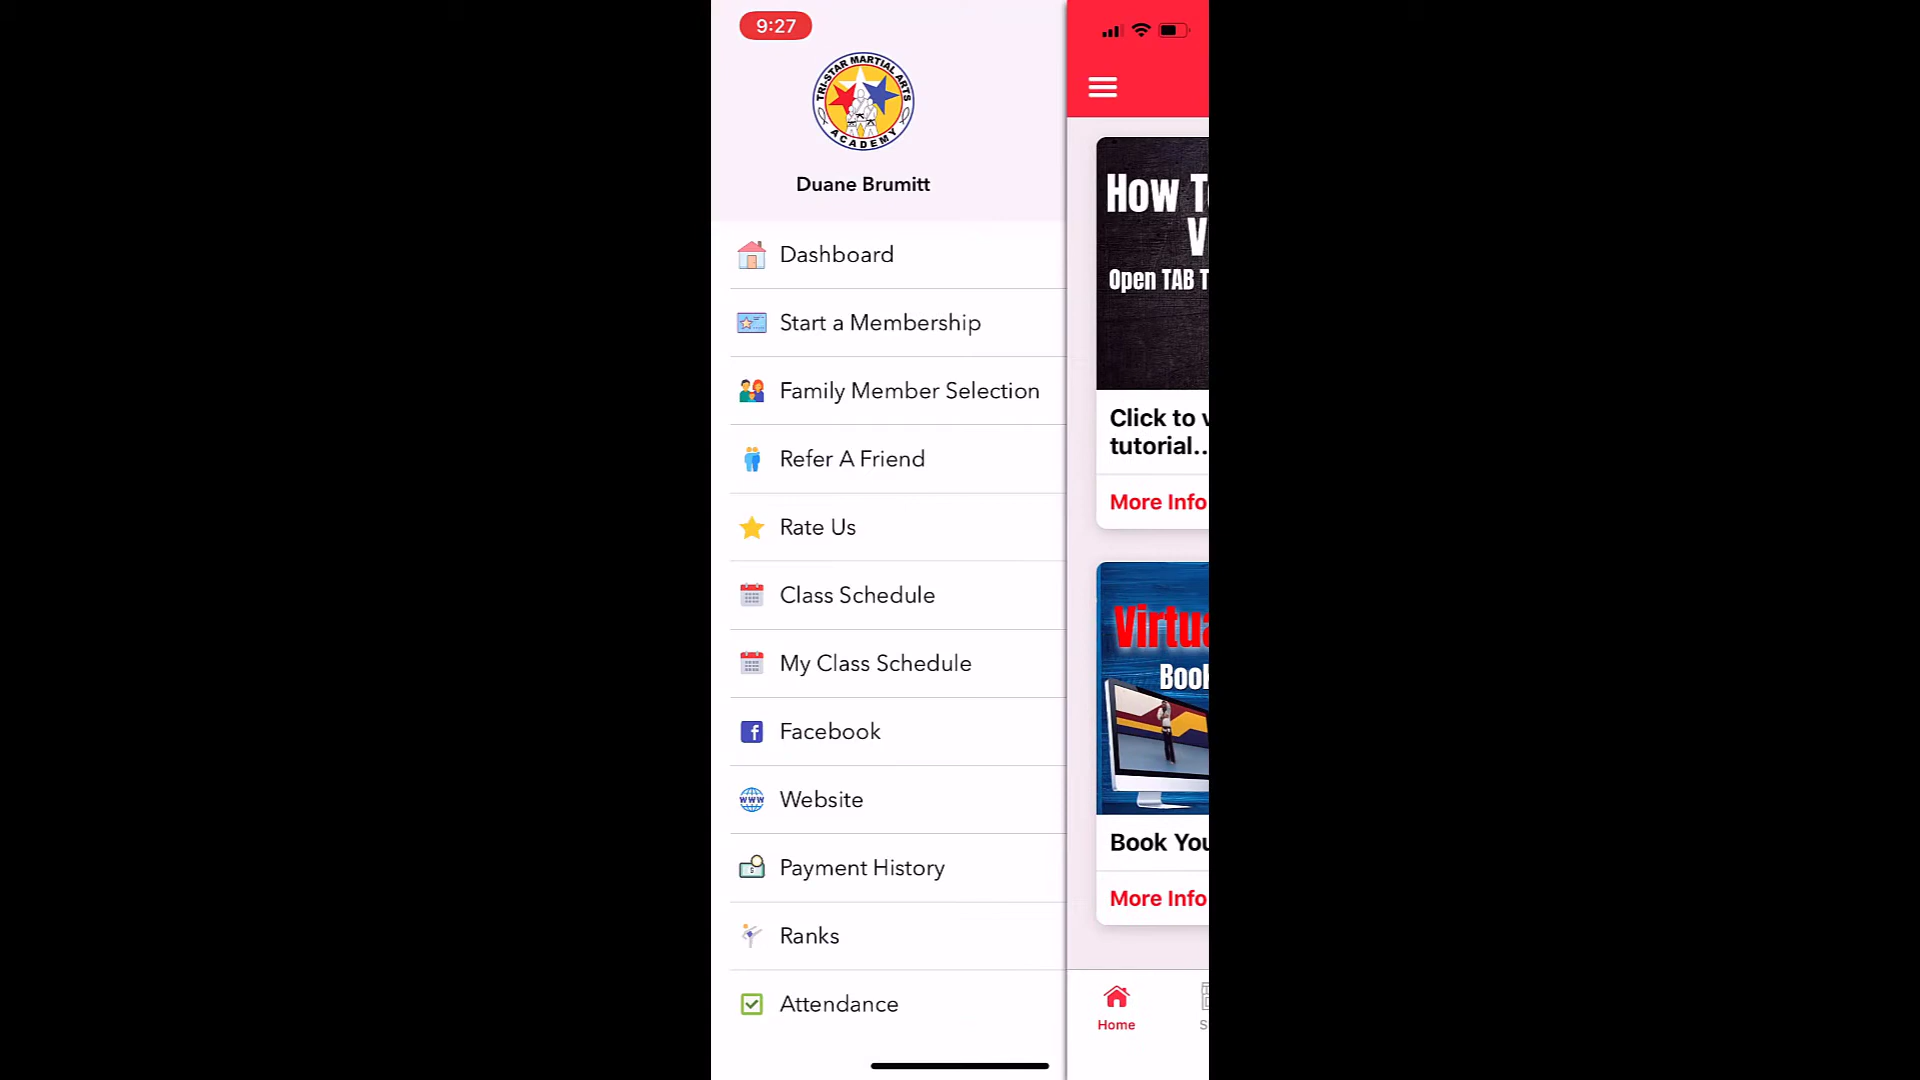 9:27
TRI-STAR MARTIAL ARTS
ACADEMY
Duane Brumitt
Dashboard
Start a Membership
Family Member Selection
Refer A Friend
Rate Us
Class Schedule
My Class Schedule
Facebook
Website
Payment History
Ranks
Attendance
How T
V
Open TAB T
Click to v
tutorial..
More Info
Virtua
Book
Book You
More Info
Home
S